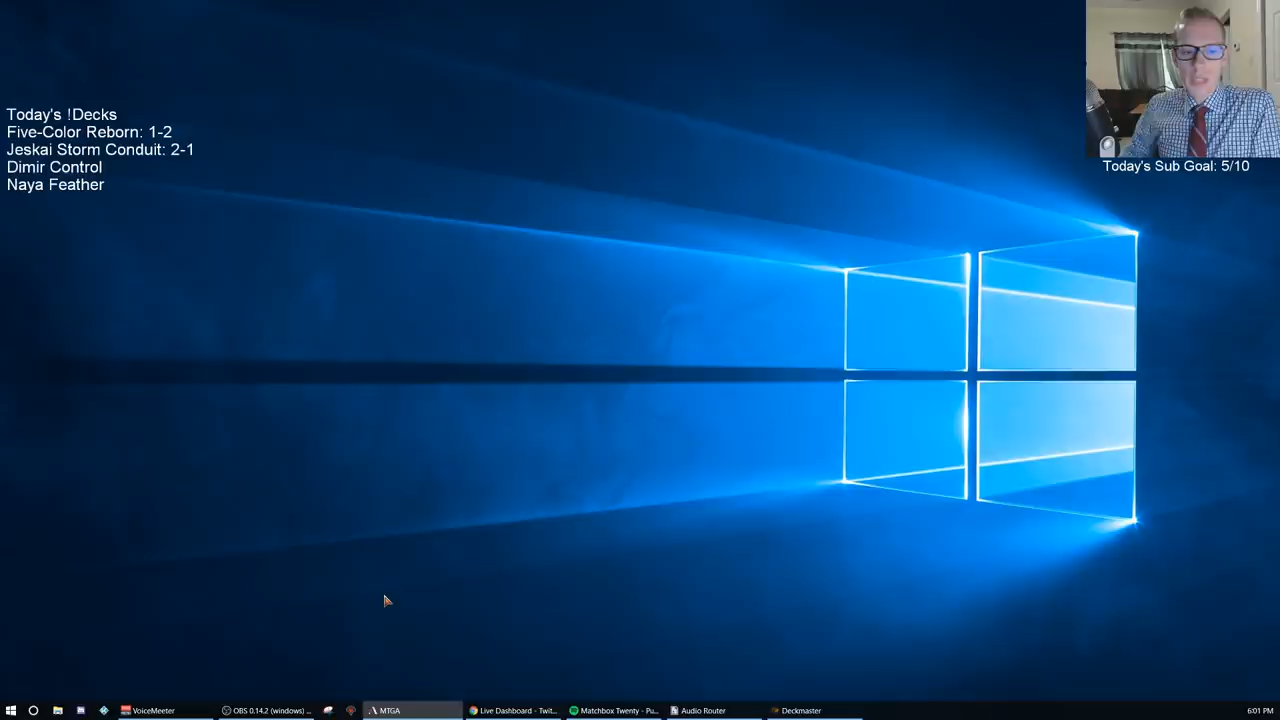 Today's !Decks
Five-Color Reborn: 1-2
Jeskai Storm Conduit: 2-1
Dimir Control
Naya Feather
Today's Sub Goal: 5/10
VoiceMeeter
OBS 0.14.2 (windows) ...
MTGA
Live Dashboard - Twit...
Matchbox Twenty - Pu...
Audio Router
Deckmaster
6:01 PM